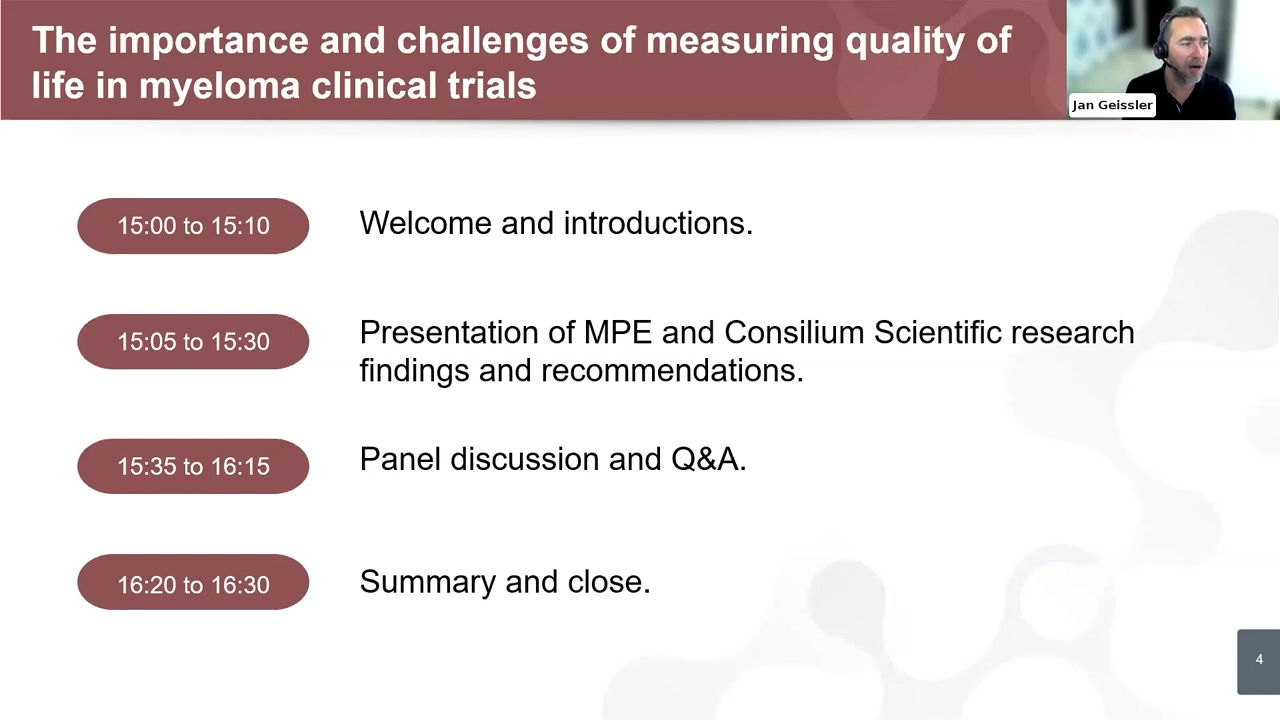 The importance and challenges of measuring quality of
life in myeloma clinical trials
Jan Geissler
15:00 to 15:10
Welcome and introductions.
15:05 to 15:30
Presentation of MPE and Consilium Scientific research
findings and recommendations.
15:35 to 16:15
Panel discussion and Q&A.
16:20 to 16:30
Summary and close.
4